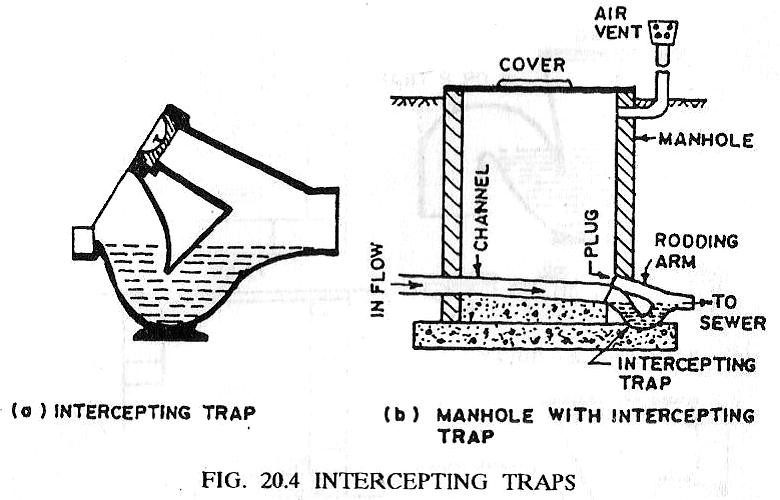 AIR
VENT
COVER
MANHOLE
CHANNEL
PLUG
RODDING
ARM
IN FLOW
TO
SEWER
INTERCEPTING
TRAP
(a) INTERCEPTING TRAP
(b) MANHOLE WITH INTERCEPTING
TRAP
FIG. 20.4 INTERCEPTING TRAPS